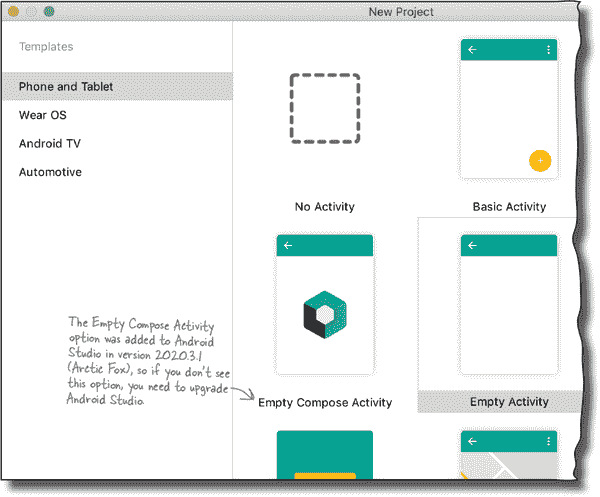 New Project
Templates
Phone and Tablet
Wear OS
Android TV
Automotive
No Activity
Basic Activity
The Empty Compose Activity
option was added to Android
Studio in version 2020.3.1
(Arctic Fox), so if you don't see
this option, you need to upgrade
Android Studio.
Empty Compose Activity
Empty Activity